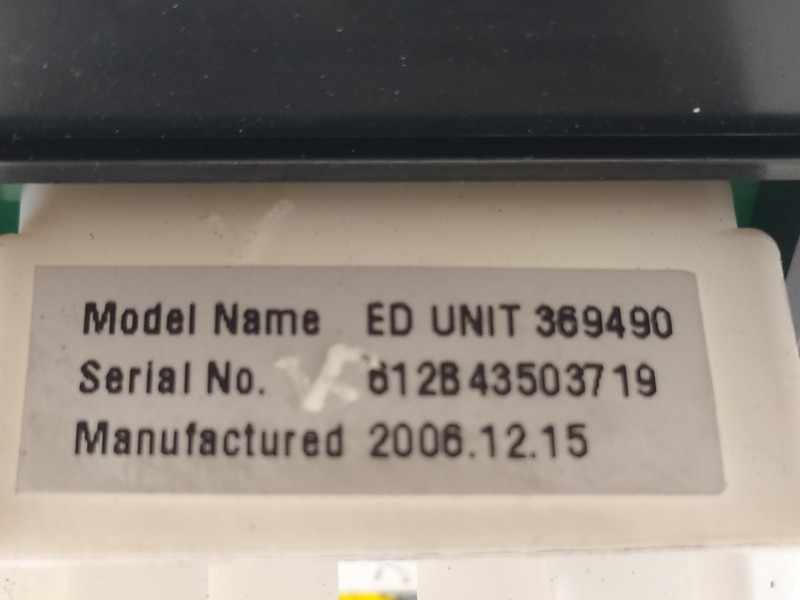 Model Name ED UNIT 369490
Serial No. 612B43503719
Manufactured 2006.12.15